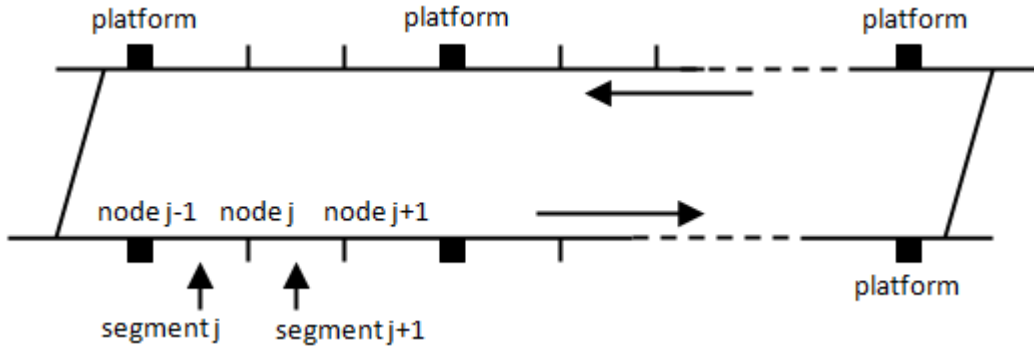 platform
platform
platform
node j-1
node j
node j+1
platform
segment j
segment j+1